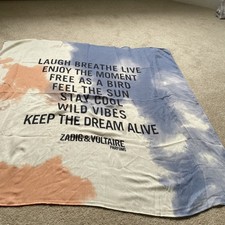 LAUGH BREATHE LIVE
ENJOY THE MOMENT
FREE AS A BIRD
FEEL THE SUN
STAY COOL
WILD VIBES
KEEP THE DREAM ALIVE
ZADIG&VOLTAIRE
PARFUMS